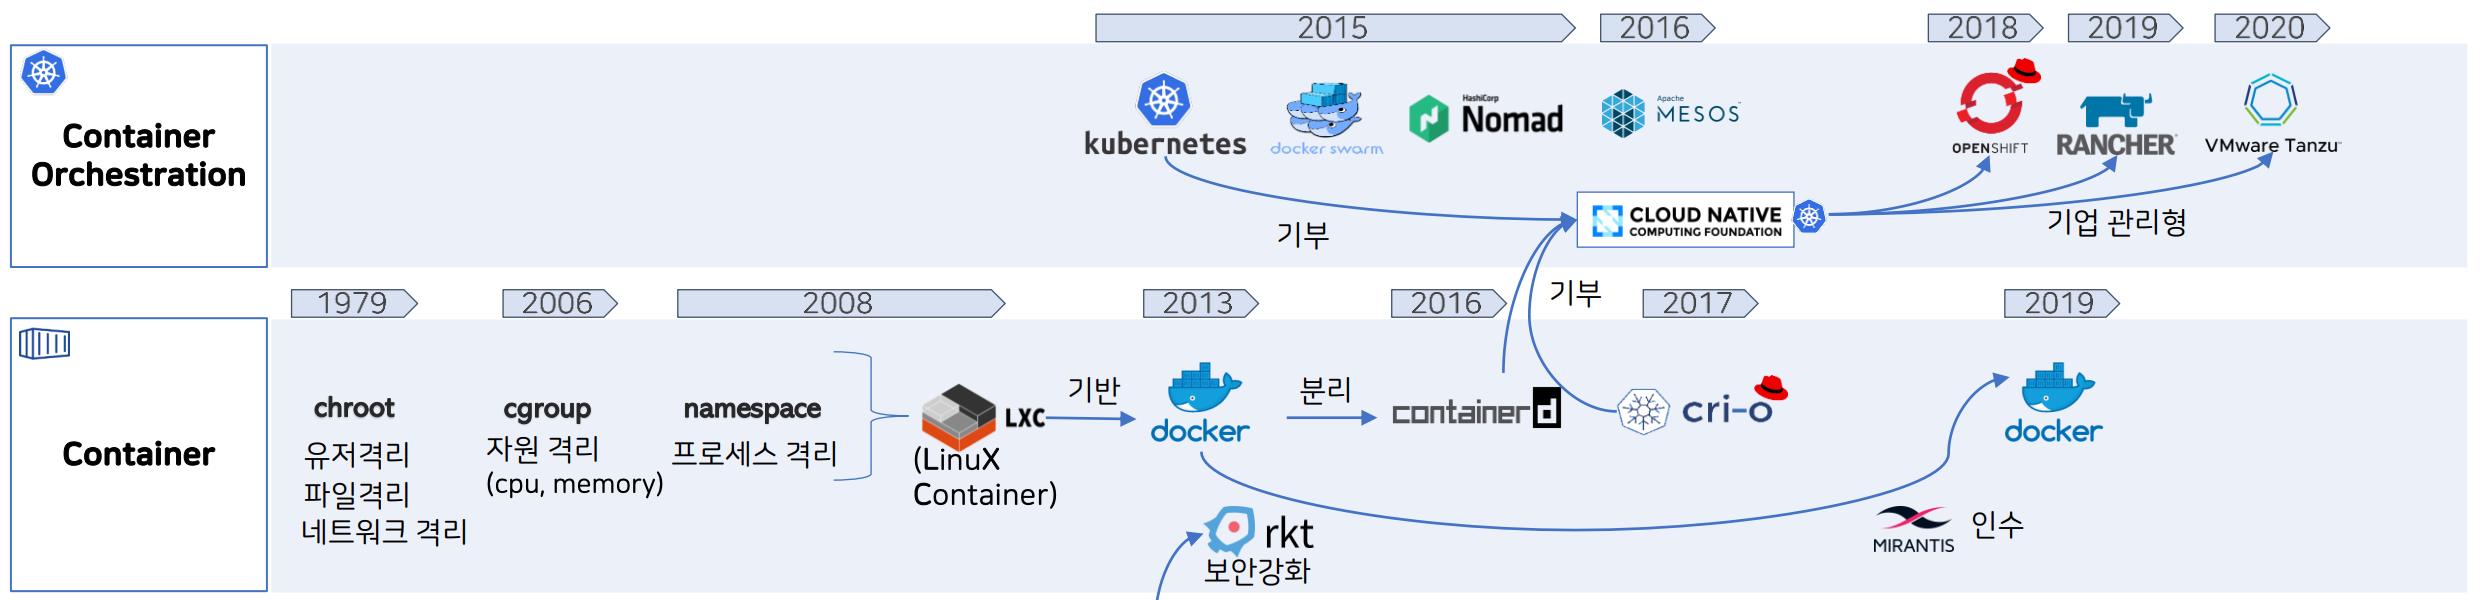 2015
2016
2018
2019
2020
Container
Orchestration
kubernetes
docker swarm
HashiCorp
Nomad
Apache
MESOS™
OPENSHIFT
RANCHER®
VMware Tanzu™
기부
CLOUD NATIVE
COMPUTING FOUNDATION
기업 관리형
1979
2006
2008
2013
2016
기부
2017
2019
Container
chroot
유저격리
파일격리
네트워크 격리
cgroup
자원 격리
(cpu, memory)
namespace
프로세스 격리
LXC
(LinuX
Container)
기반
docker
분리
containerd
cri-o
docker
rkt
보안강화
MIRANTIS
인수